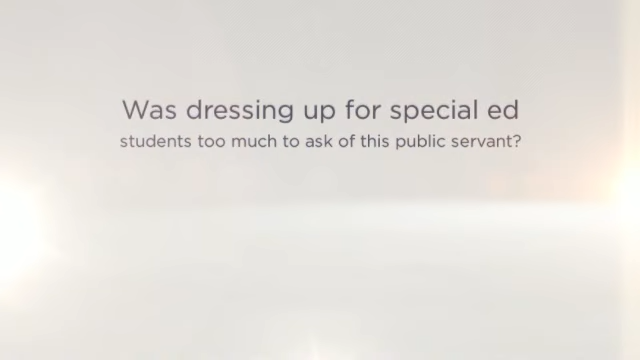 Was dressing up for special ed
students too much to ask of this public servant?